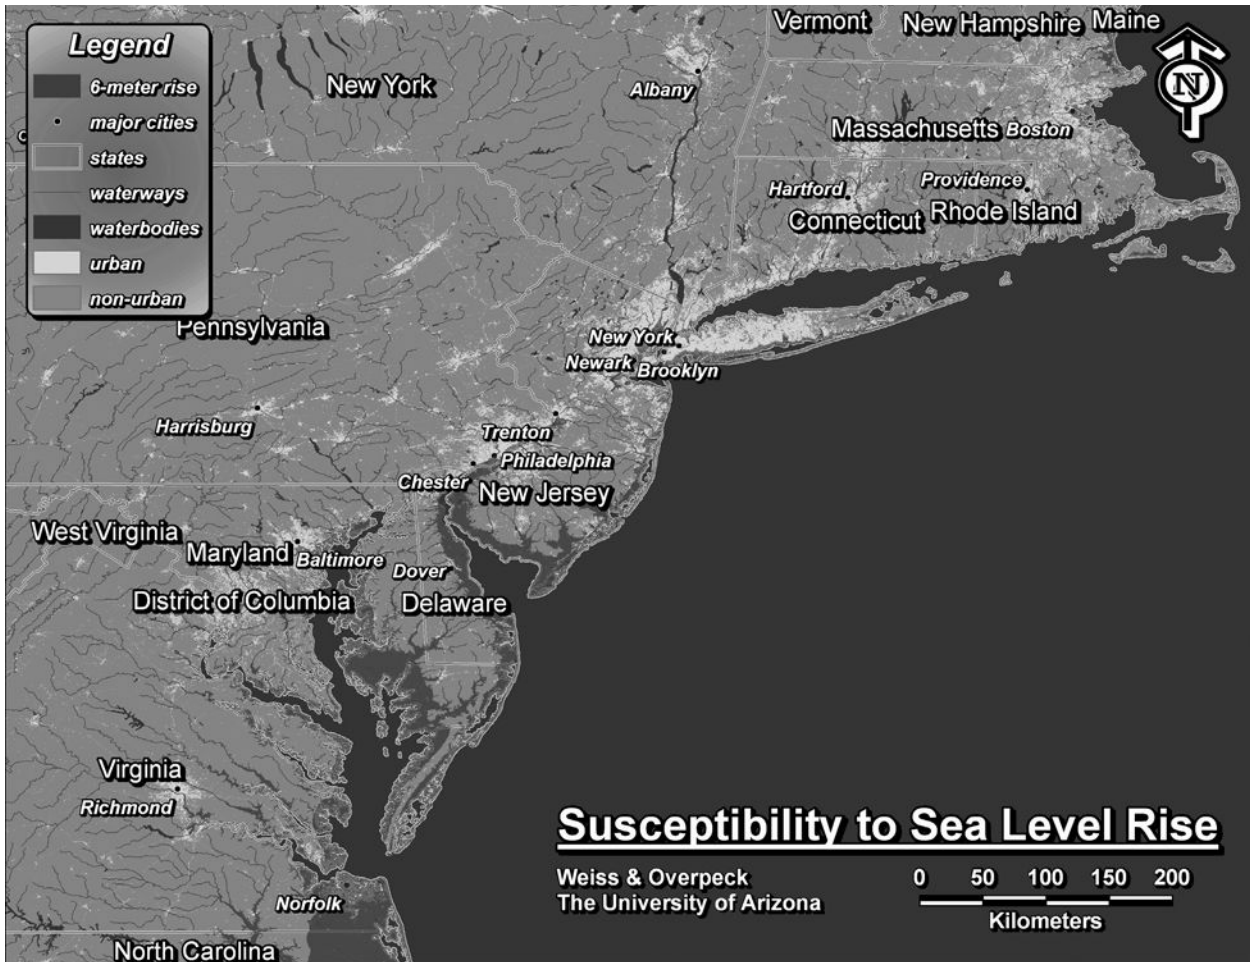 Legend
6-meter rise
major cities
states
waterways
waterbodies
urban
non-urban
Vermont
New Hampshire
Maine
N
New York
Albany
Massachusetts
Boston
Hartford
Providence
Connecticut
Rhode Island
Pennsylvania
New York
Newark
Brooklyn
Harrisburg
Trenton
Philadelphia
Chester
New Jersey
West Virginia
Maryland
Baltimore
Dover
District of Columbia
Delaware
Virginia
Richmond
Norfolk
North Carolina
Susceptibility to Sea Level Rise
Weiss & Overpeck
The University of Arizona
0 50 100 150 200
Kilometers